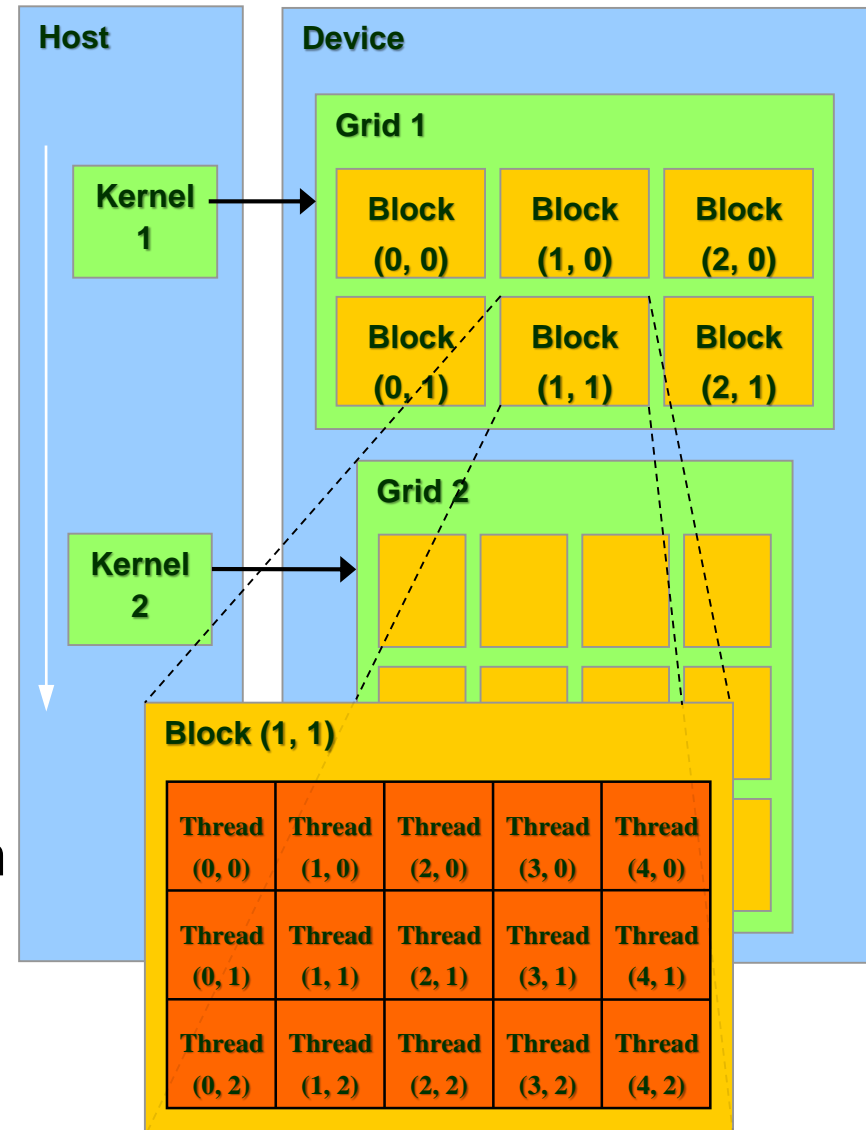 Host
Device
Grid 1
Kernel
1
Block
(0, 0)
Block
(1, 0)
Block
(2, 0)
Block
(0, 1)
Block
(1, 1)
Block
(2, 1)
Grid 2
Kernel
2
Block (1, 1)
Thread
(0, 0)
Thread
(1, 0)
Thread
(2, 0)
Thread
(3, 0)
Thread
(4, 0)
Thread
(0, 1)
Thread
(1, 1)
Thread
(2, 1)
Thread
(3, 1)
Thread
(4, 1)
Thread
(0, 2)
Thread
(1, 2)
Thread
(2, 2)
Thread
(3, 2)
Thread
(4, 2)